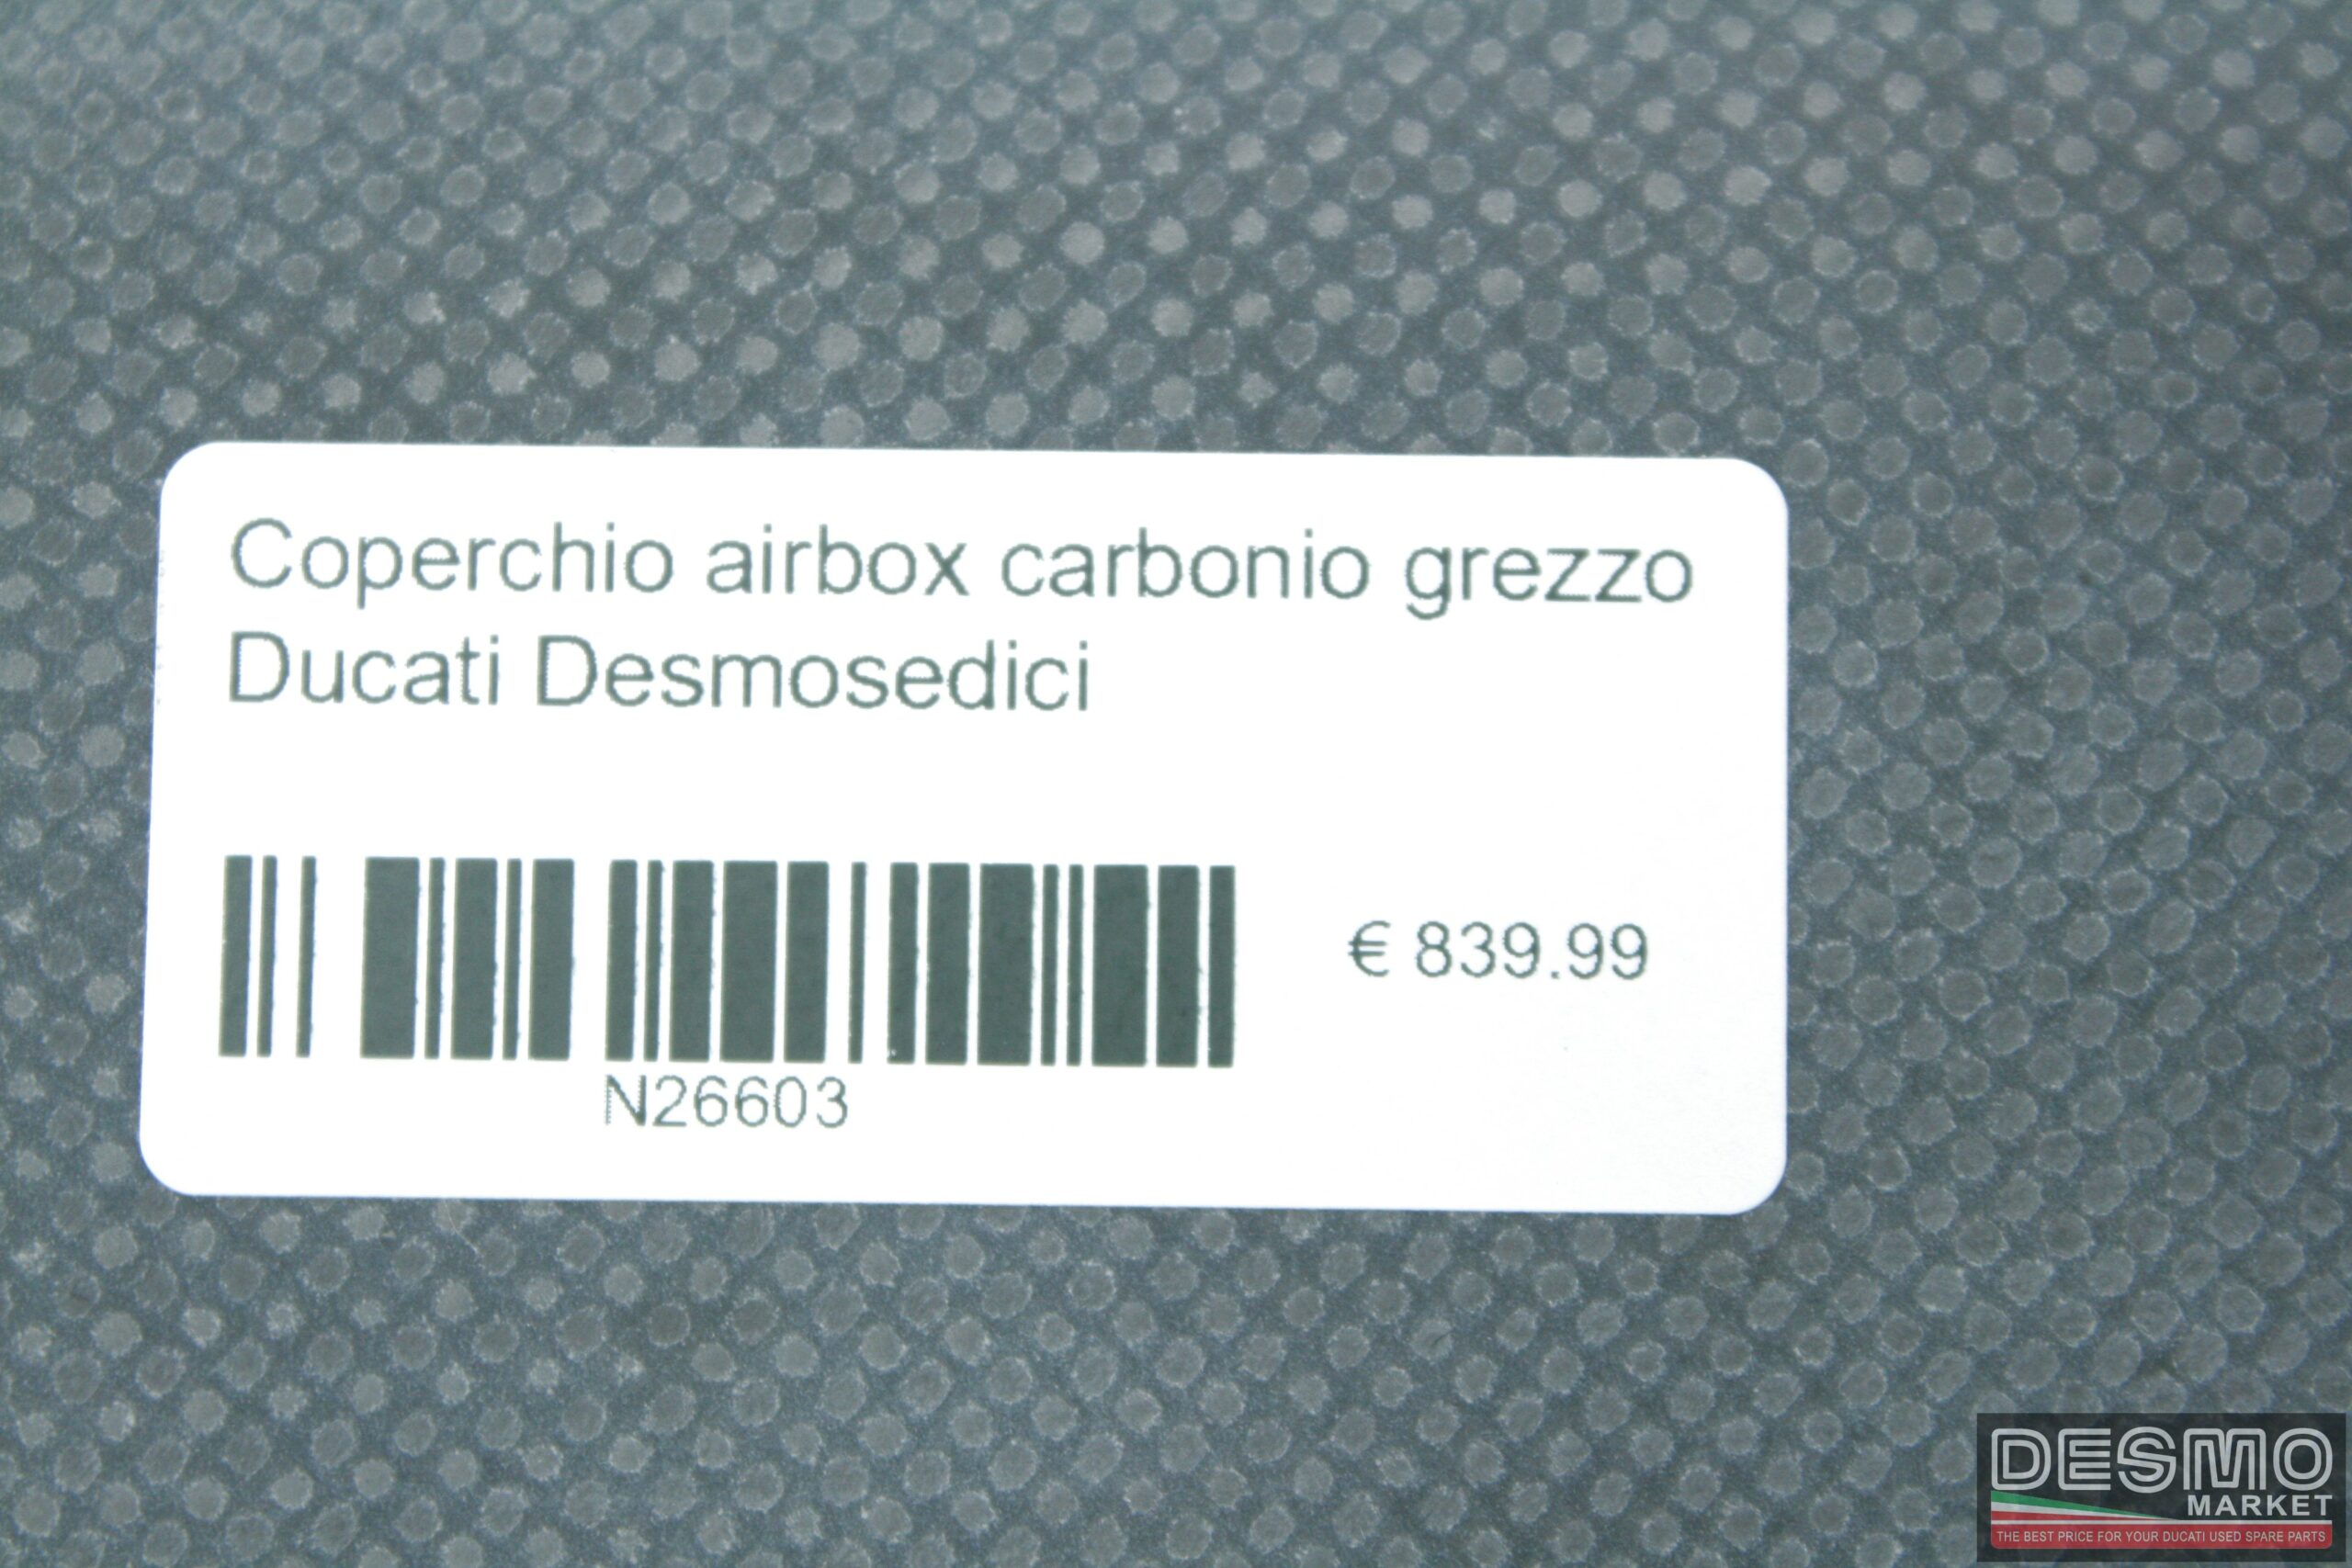 Coperchio airbox carbonio grezzo
Ducati Desmosedici
€ 839.99
N26603
DESMO
MARKET
THE BEST PRICE FOR YOUR DUCATI USED SPARE PARTS